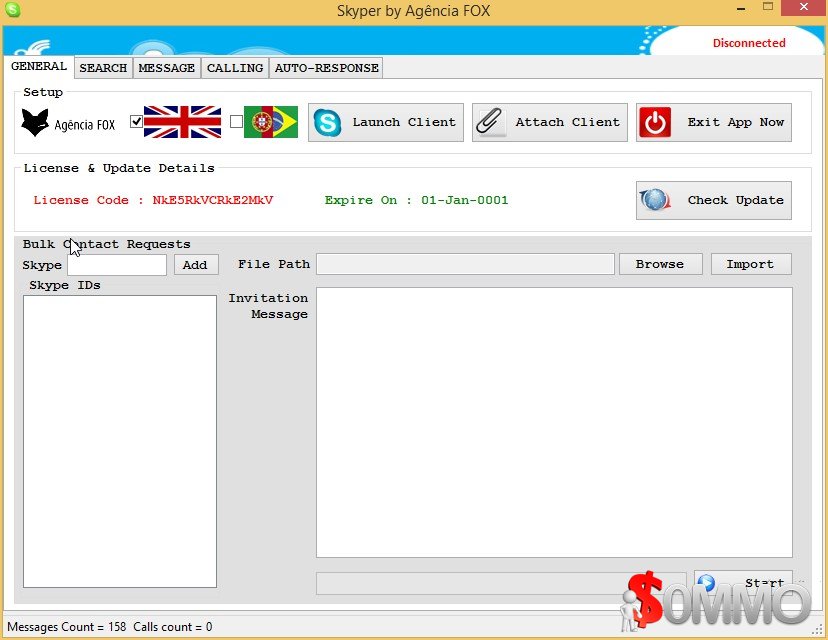 Skyper by Agência FOX
Disconnected
GENERAL SEARCH MESSAGE CALLING AUTO-RESPONSE
Setup
Agência FOX Launch Client Attach Client Exit App Now
License & Update Details
License Code : NkE5RkVCRkE2MkV Expire On : 01-Jan-0001 Check Update
Bulk Contact Requests
Skype Add File Path Browse Import
Skype IDs
Invitation
Message
Start
$0MMO
Messages Count = 158 Calls count = 0